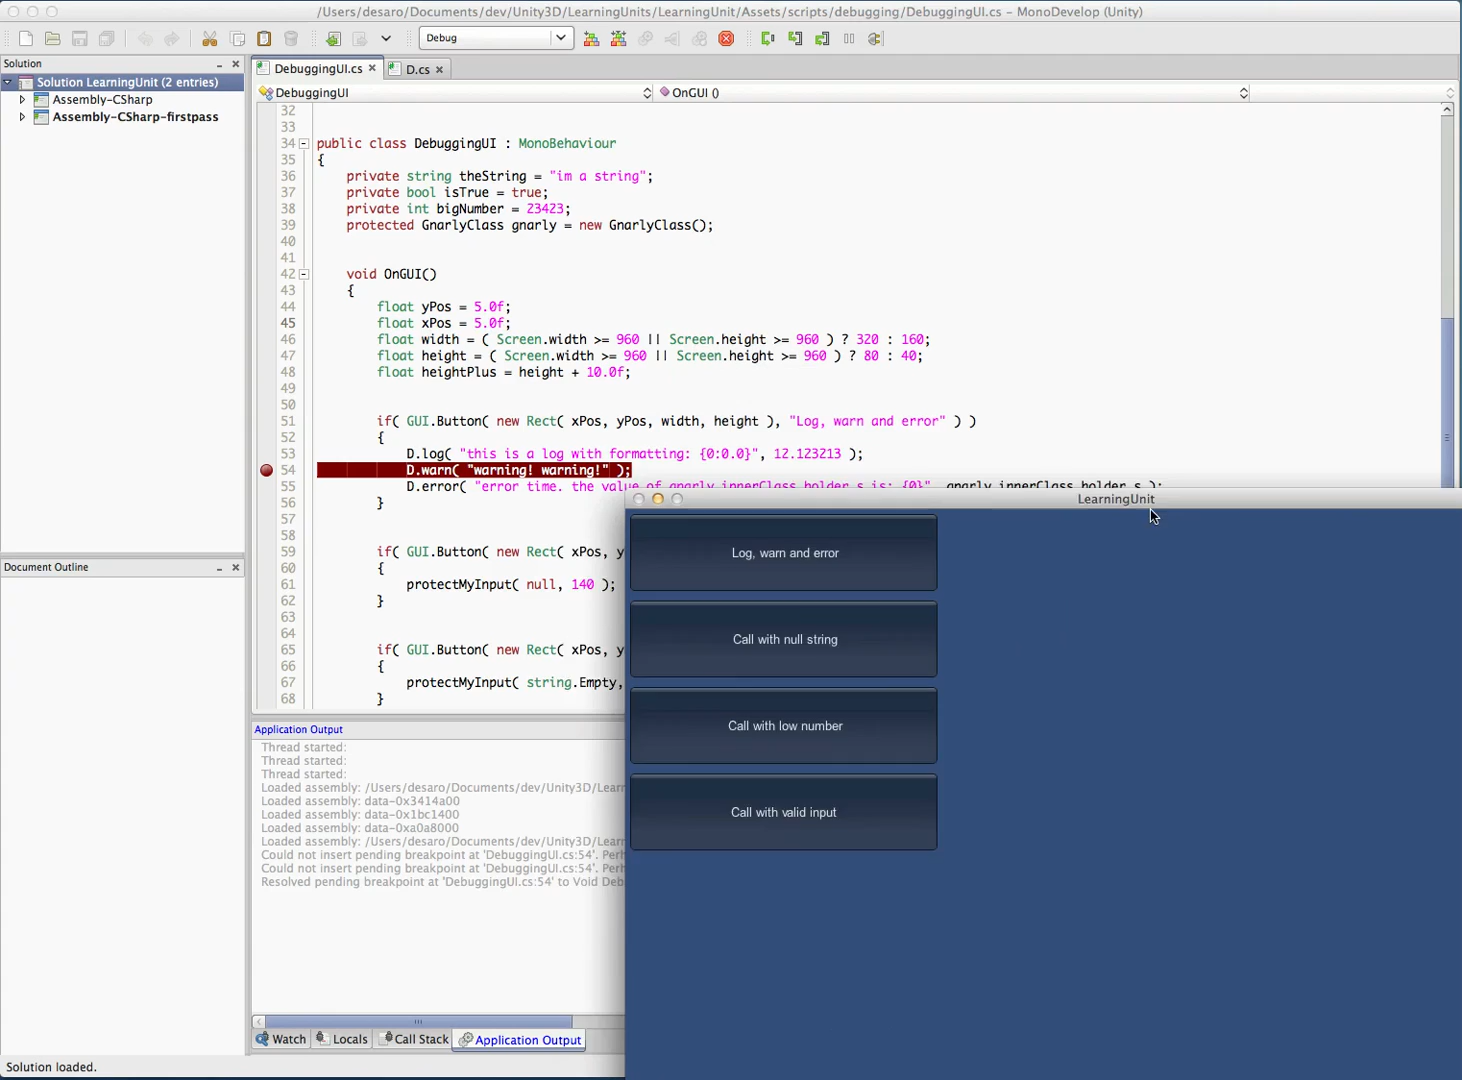 /Users/desaro/Documents/dev/Unity3D/LearningUnits/LearningUnit/Assets/scripts/debugging/DebuggingUI.cs – MonoDevelop (Unity)
Debug
Solution
Solution LearningUnit (2 entries)
Assembly-CSharp
Assembly-CSharp-firstpass
Document Outline
DebuggingUI.cs
D.cs
DebuggingUI
OnGUI ()
32
33
34 public class DebuggingUI : MonoBehaviour
35 {
36 private string theString = "im a string";
37 private bool isTrue = true;
38 private int bigNumber = 23423;
39 protected GnarlyClass gnarly = new GnarlyClass();
40
41
42 void OnGUI()
43 {
44 float yPos = 5.0f;
45 float xPos = 5.0f;
46 float width = ( Screen.width >= 960 || Screen.height >= 960 ) ? 320 : 160;
47 float height = ( Screen.width >= 960 || Screen.height >= 960 ) ? 80 : 40;
48 float heightPlus = height + 10.0f;
49
50
51 if( GUI.Button( new Rect( xPos, yPos, width, height ), "Log, warn and error" ) )
52 {
53 D.log( "this is a log with formatting: {0:0.0}", 12.123213 );
54 D.warn( "warning! warning!" );
55 D.error( "error time. the value of gnarly.innerClass.holder.s is: {0}", gnarly.innerClass.holder.s );
56 }
57
58
59 if( GUI.Button( new Rect( xPos, y
60 {
61 protectMyInput( null, 140 );
62 }
63
64
65 if( GUI.Button( new Rect( xPos, y
66 {
67 protectMyInput( string.Empty,
68 }
LearningUnit
Log, warn and error
Call with null string
Call with low number
Call with valid input
Application Output
Thread started:
Thread started:
Thread started:
Loaded assembly: /Users/desaro/Documents/dev/Unity3D/Learn
Loaded assembly: data-0x3414a00
Loaded assembly: data-0x1bc1400
Loaded assembly: data-0xa0a8000
Loaded assembly: /Users/desaro/Documents/dev/Unity3D/Learn
Could not insert pending breakpoint at 'DebuggingUI.cs:54'. Perh
Could not insert pending breakpoint at 'DebuggingUI.cs:54'. Perh
Resolved pending breakpoint at 'DebuggingUI.cs:54' to Void Deb
Watch
Locals
Call Stack
Application Output
Solution loaded.